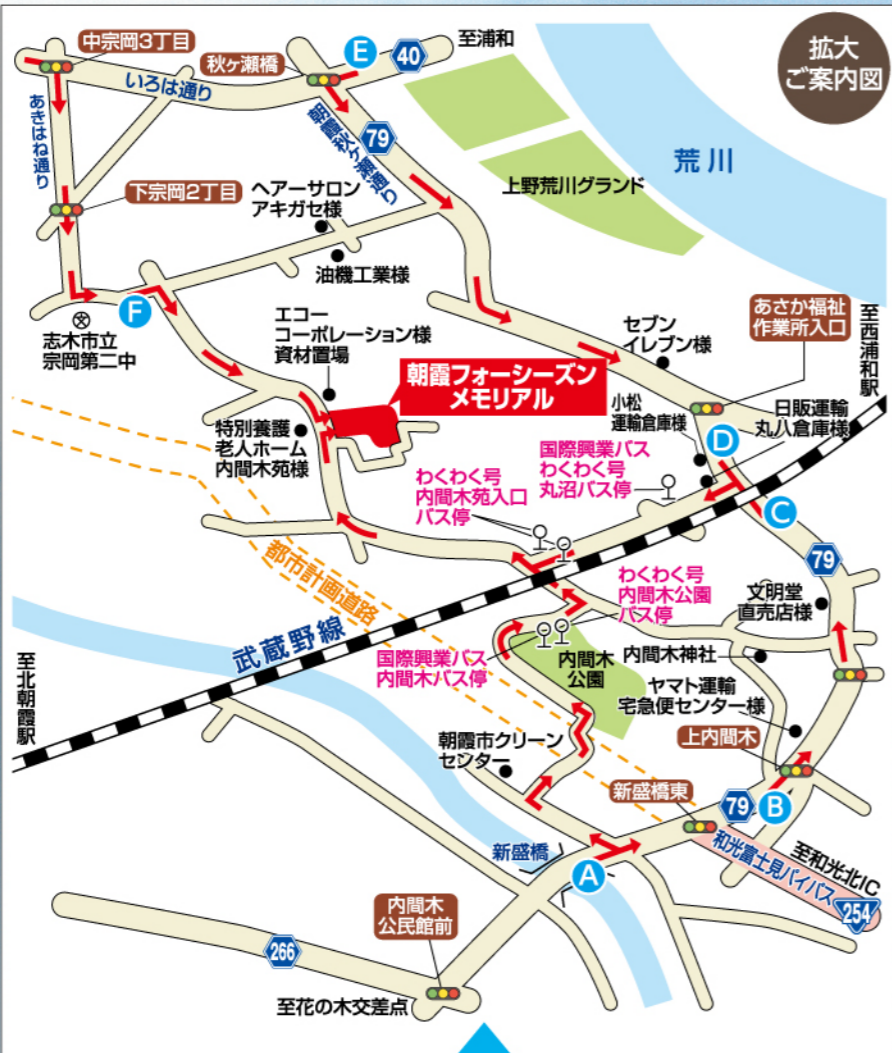 拡大
ご案内図
中宗岡3丁目
秋ヶ瀬橋
E
40
至浦和
いろは通り
あきはね通り
朝霞秋ヶ瀬通り
79
荒川
上野荒川グランド
下宗岡2丁目
ヘアーサロン
アキガセ様
油機工業様
F
志木市立
宗岡第二中
エコー
コーポレーション様
資材置場
朝霞フォーシーズン
メモリアル
セブン
イレブン様
あさか福祉
作業所入口
至西浦和駅
小松
運輸倉庫様
日販運輸
丸八倉庫様
D
特別養護
老人ホーム
内間木苑様
国際興業バス
わくわく号
丸沼バス停
わくわく号
内間木苑入口
バス停
C
79
都市計画道路
わくわく号
内間木公園
バス停
文明堂
直売店様
武蔵野線
至北朝霞駅
国際興業バス
内間木バス停
内間木
公園
内間木神社
ヤマト運輸
宅急便センター様
朝霞市クリーン
センター
上内間木
新盛橋東
79
B
新盛橋
A
和光富士見バイパス
至和光北IC
254
内間木
公民館前
266
至花の木交差点